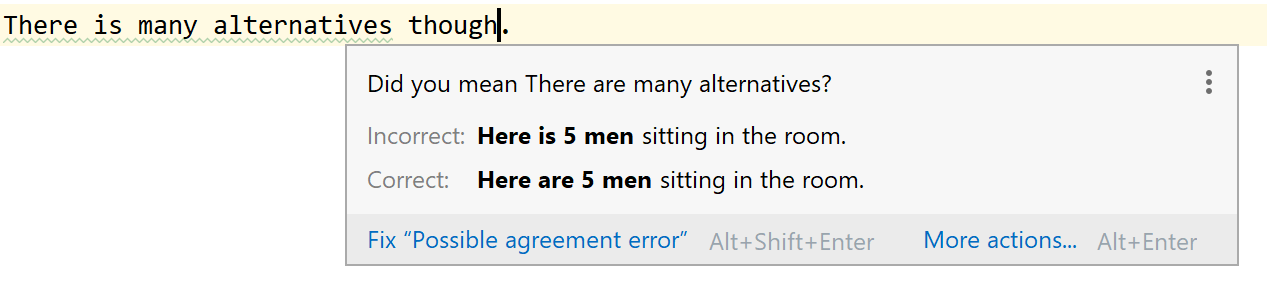 There is many alternatives though.
Did you mean There are many alternatives?
Incorrect: Here is 5 men sitting in the room.
Correct: Here are 5 men sitting in the room.
Fix “Possible agreement error” Alt+Shift+Enter More actions... Alt+Enter